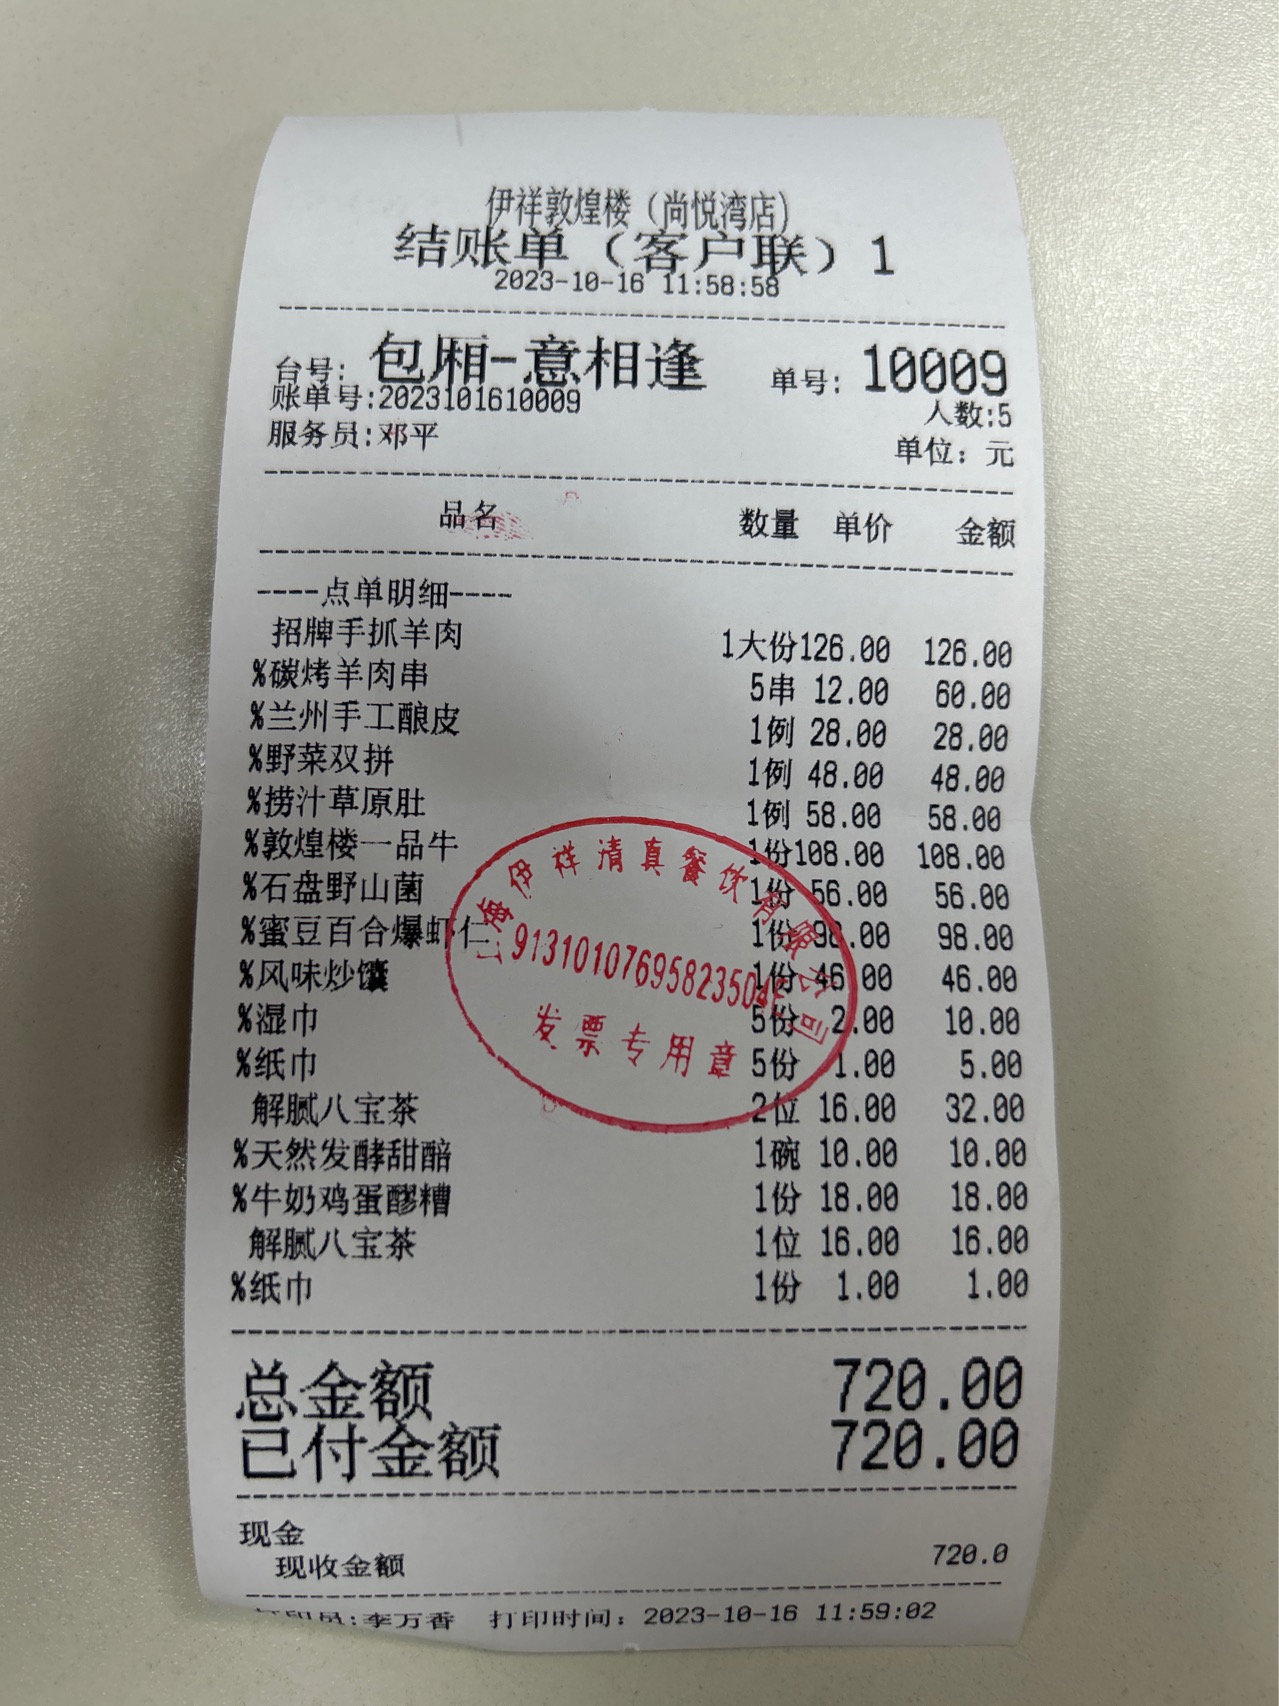 伊祥敦煌楼（尚悦湾店）
结账单（客户联）1
2023-10-16 11:58:58
台号: 包厢-意相逢 单号: 10009
账单号:2023101610009 人数:5
服务员:邓平 单位：元
品名 数量 单价 金额
----点单明细----
招牌手抓羊肉 1大份126.00 126.00
%碳烤羊肉串 5串 12.00 60.00
%兰州手工酿皮 1例 28.00 28.00
%野菜双拼 1例 48.00 48.00
%捞汁草原肚 1例 58.00 58.00
%敦煌楼一品牛 1份108.00 108.00
%石盘野山菌 1份 56.00 56.00
%蜜豆百合爆虾仁 1份 98.00 98.00
%风味炒馕 1份 46.00 46.00
%湿巾 5份 2.00 10.00
%纸巾 5份 1.00 5.00
解腻八宝茶 2位 16.00 32.00
%天然发酵甜醅 1碗 10.00 10.00
%牛奶鸡蛋醪糟 1份 18.00 18.00
解腻八宝茶 1位 16.00 16.00
%纸巾 1份 1.00 1.00
上海伊祥清真餐饮有限公司
发票专用章
总金额 720.00
已付金额 720.00
现金
现收金额 720.0
打印员:李万香 打印时间：2023-10-16 11:59:02